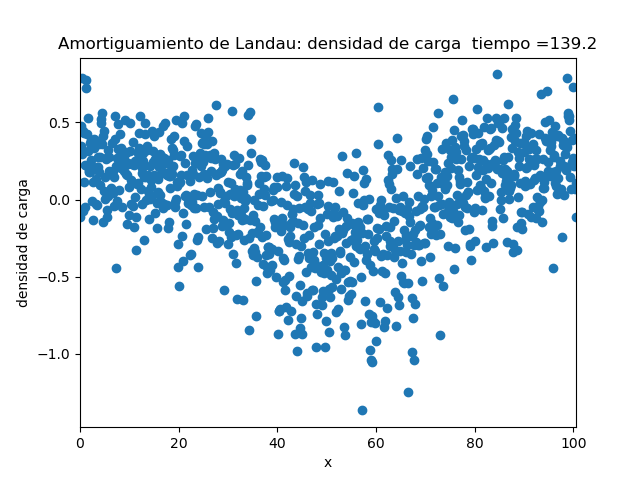 Amortiguamiento de Landau: densidad de carga  tiempo =139.2
0.5
0.0
−0.5
−1.0
densidad de carga
0 20 40 60 80 100
x